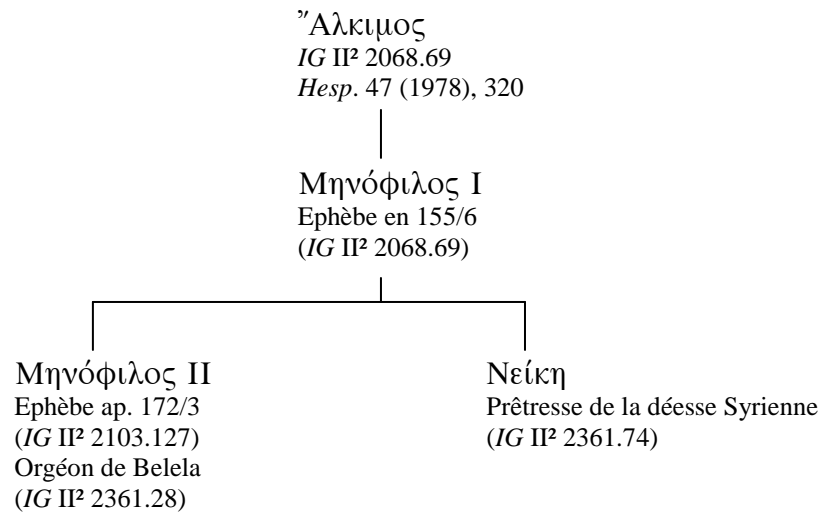 Ἄλκιμος
IG II² 2068.69
Hesp. 47 (1978), 320
Μηνόφιλος I
Ephèbe en 155/6
(IG II² 2068.69)
Μηνόφιλος II
Ephèbe ap. 172/3
(IG II² 2103.127)
Orgéon de Belela
(IG II² 2361.28)
Νείκη
Prêtresse de la déesse Syrienne
(IG II² 2361.74)